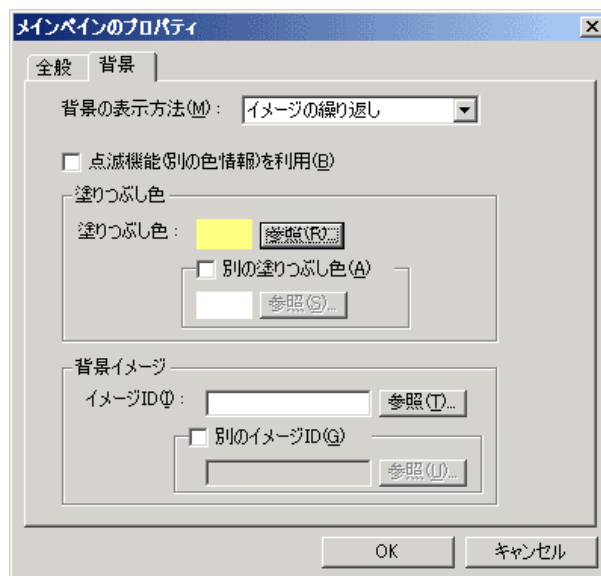 メインペインのプロパティ
全般 背景
背景の表示方法(M): イメージの繰り返し
点滅機能(別の色情報)を利用(B)
塗りつぶし色
塗りつぶし色: 参照(R)...
別の塗りつぶし色(A)
参照(S)...
背景イメージ
イメージID(I): 参照(T)...
別のイメージID(G)
参照(U)...
OK キャンセル